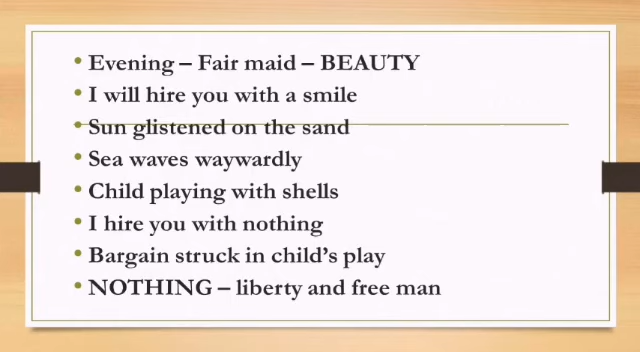 • Evening – Fair maid – BEAUTY
• I will hire you with a smile
• Sun glistened on the sand
• Sea waves waywardly
• Child playing with shells
• I hire you with nothing
• Bargain struck in child’s play
• NOTHING – liberty and free man